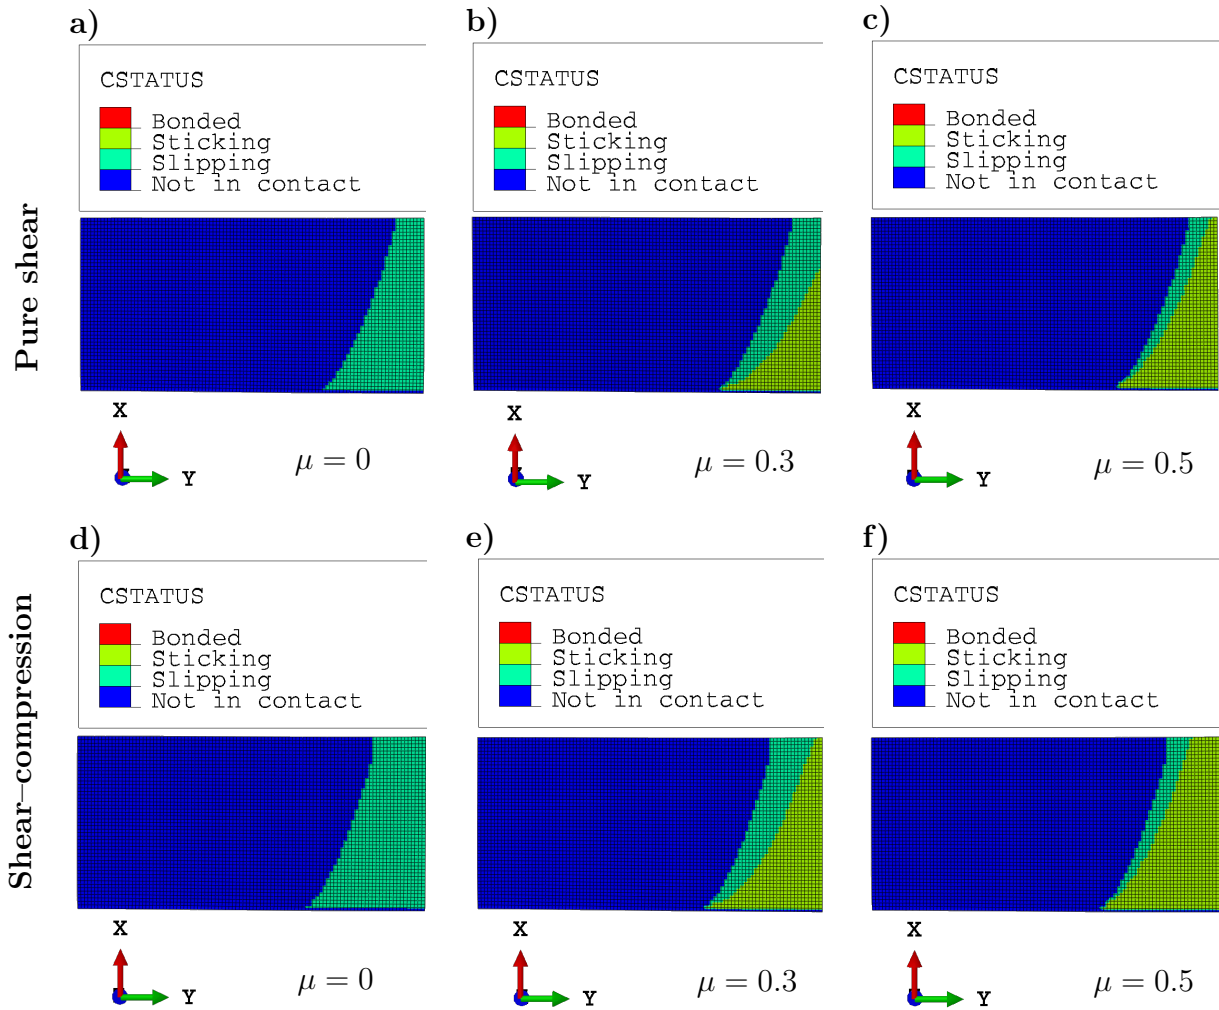 a)
CSTATUS
Bonded
Sticking
Slipping
Not in contact
X
Y
μ = 0
b)
CSTATUS
Bonded
Sticking
Slipping
Not in contact
X
Y
μ = 0.3
c)
CSTATUS
Bonded
Sticking
Slipping
Not in contact
X
Y
μ = 0.5
Pure shear
d)
CSTATUS
Bonded
Sticking
Slipping
Not in contact
X
Y
μ = 0
e)
CSTATUS
Bonded
Sticking
Slipping
Not in contact
X
Y
μ = 0.3
f)
CSTATUS
Bonded
Sticking
Slipping
Not in contact
X
Y
μ = 0.5
Shear–compression